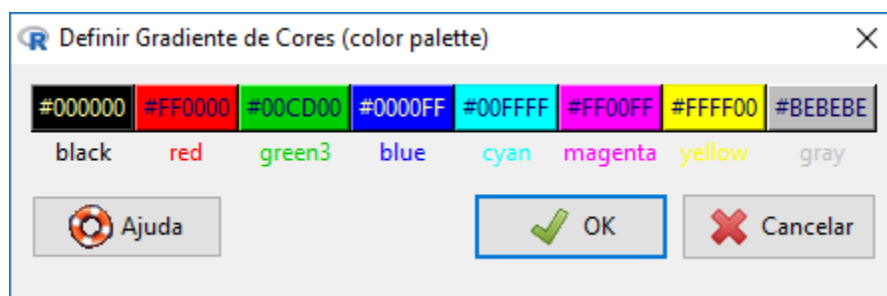 Definir Gradiente de Cores (color palette)
#000000 #FF0000 #00CD00 #0000FF #00FFFF #FF00FF #FFFF00 #BEBEBE
black red green3 blue cyan magenta yellow gray
Ajuda OK Cancelar